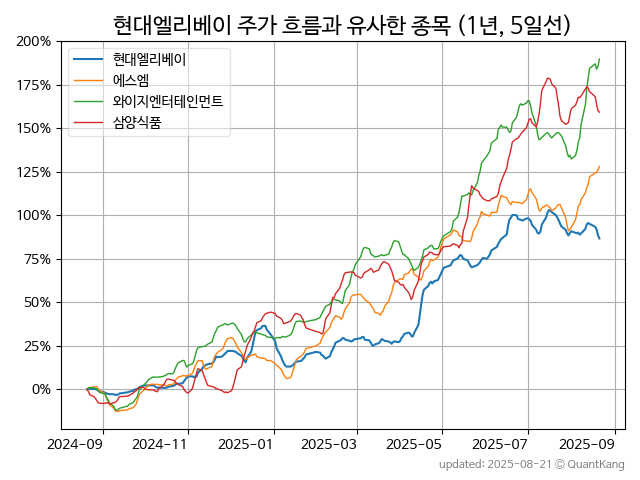 현대엘리베이 주가 흐름과 유사한 종목 (1년, 5일선)
현대엘리베이
에스엠
와이지엔터테인먼트
삼양식품
200%
175%
150%
125%
100%
75%
50%
25%
0%
2024-09 2024-11 2025-01 2025-03 2025-05 2025-07 2025-09
updated: 2025-08-21 © QuantKang